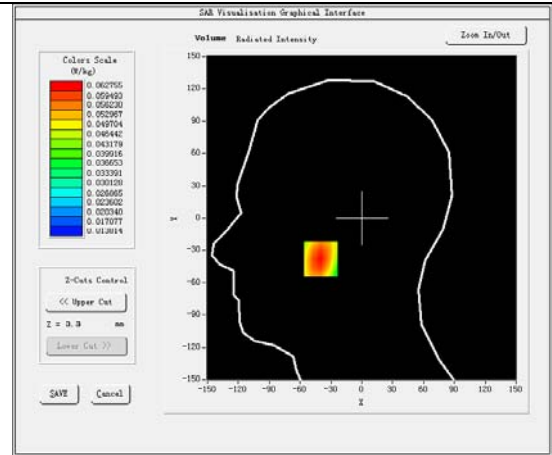 SAR Visualisation Graphical Interface
Volume Radiated Intensity
Zoom In/Out
Colors Scale
(W/kg)
0.062755
0.059493
0.056230
0.052967
0.049704
0.046442
0.043179
0.039916
0.036653
0.033391
0.030128
0.026865
0.023602
0.020340
0.017077
0.013814
150
120
90
60
30
0
-30
-60
-90
-120
-150
Y
-150 -120 -90 -60 -30 0 30 60 90 120 150
X
Z-Cuts Control
<< Upper Cut
Z = 3.3 mm
Lower Cut >>
SAVE Cancel